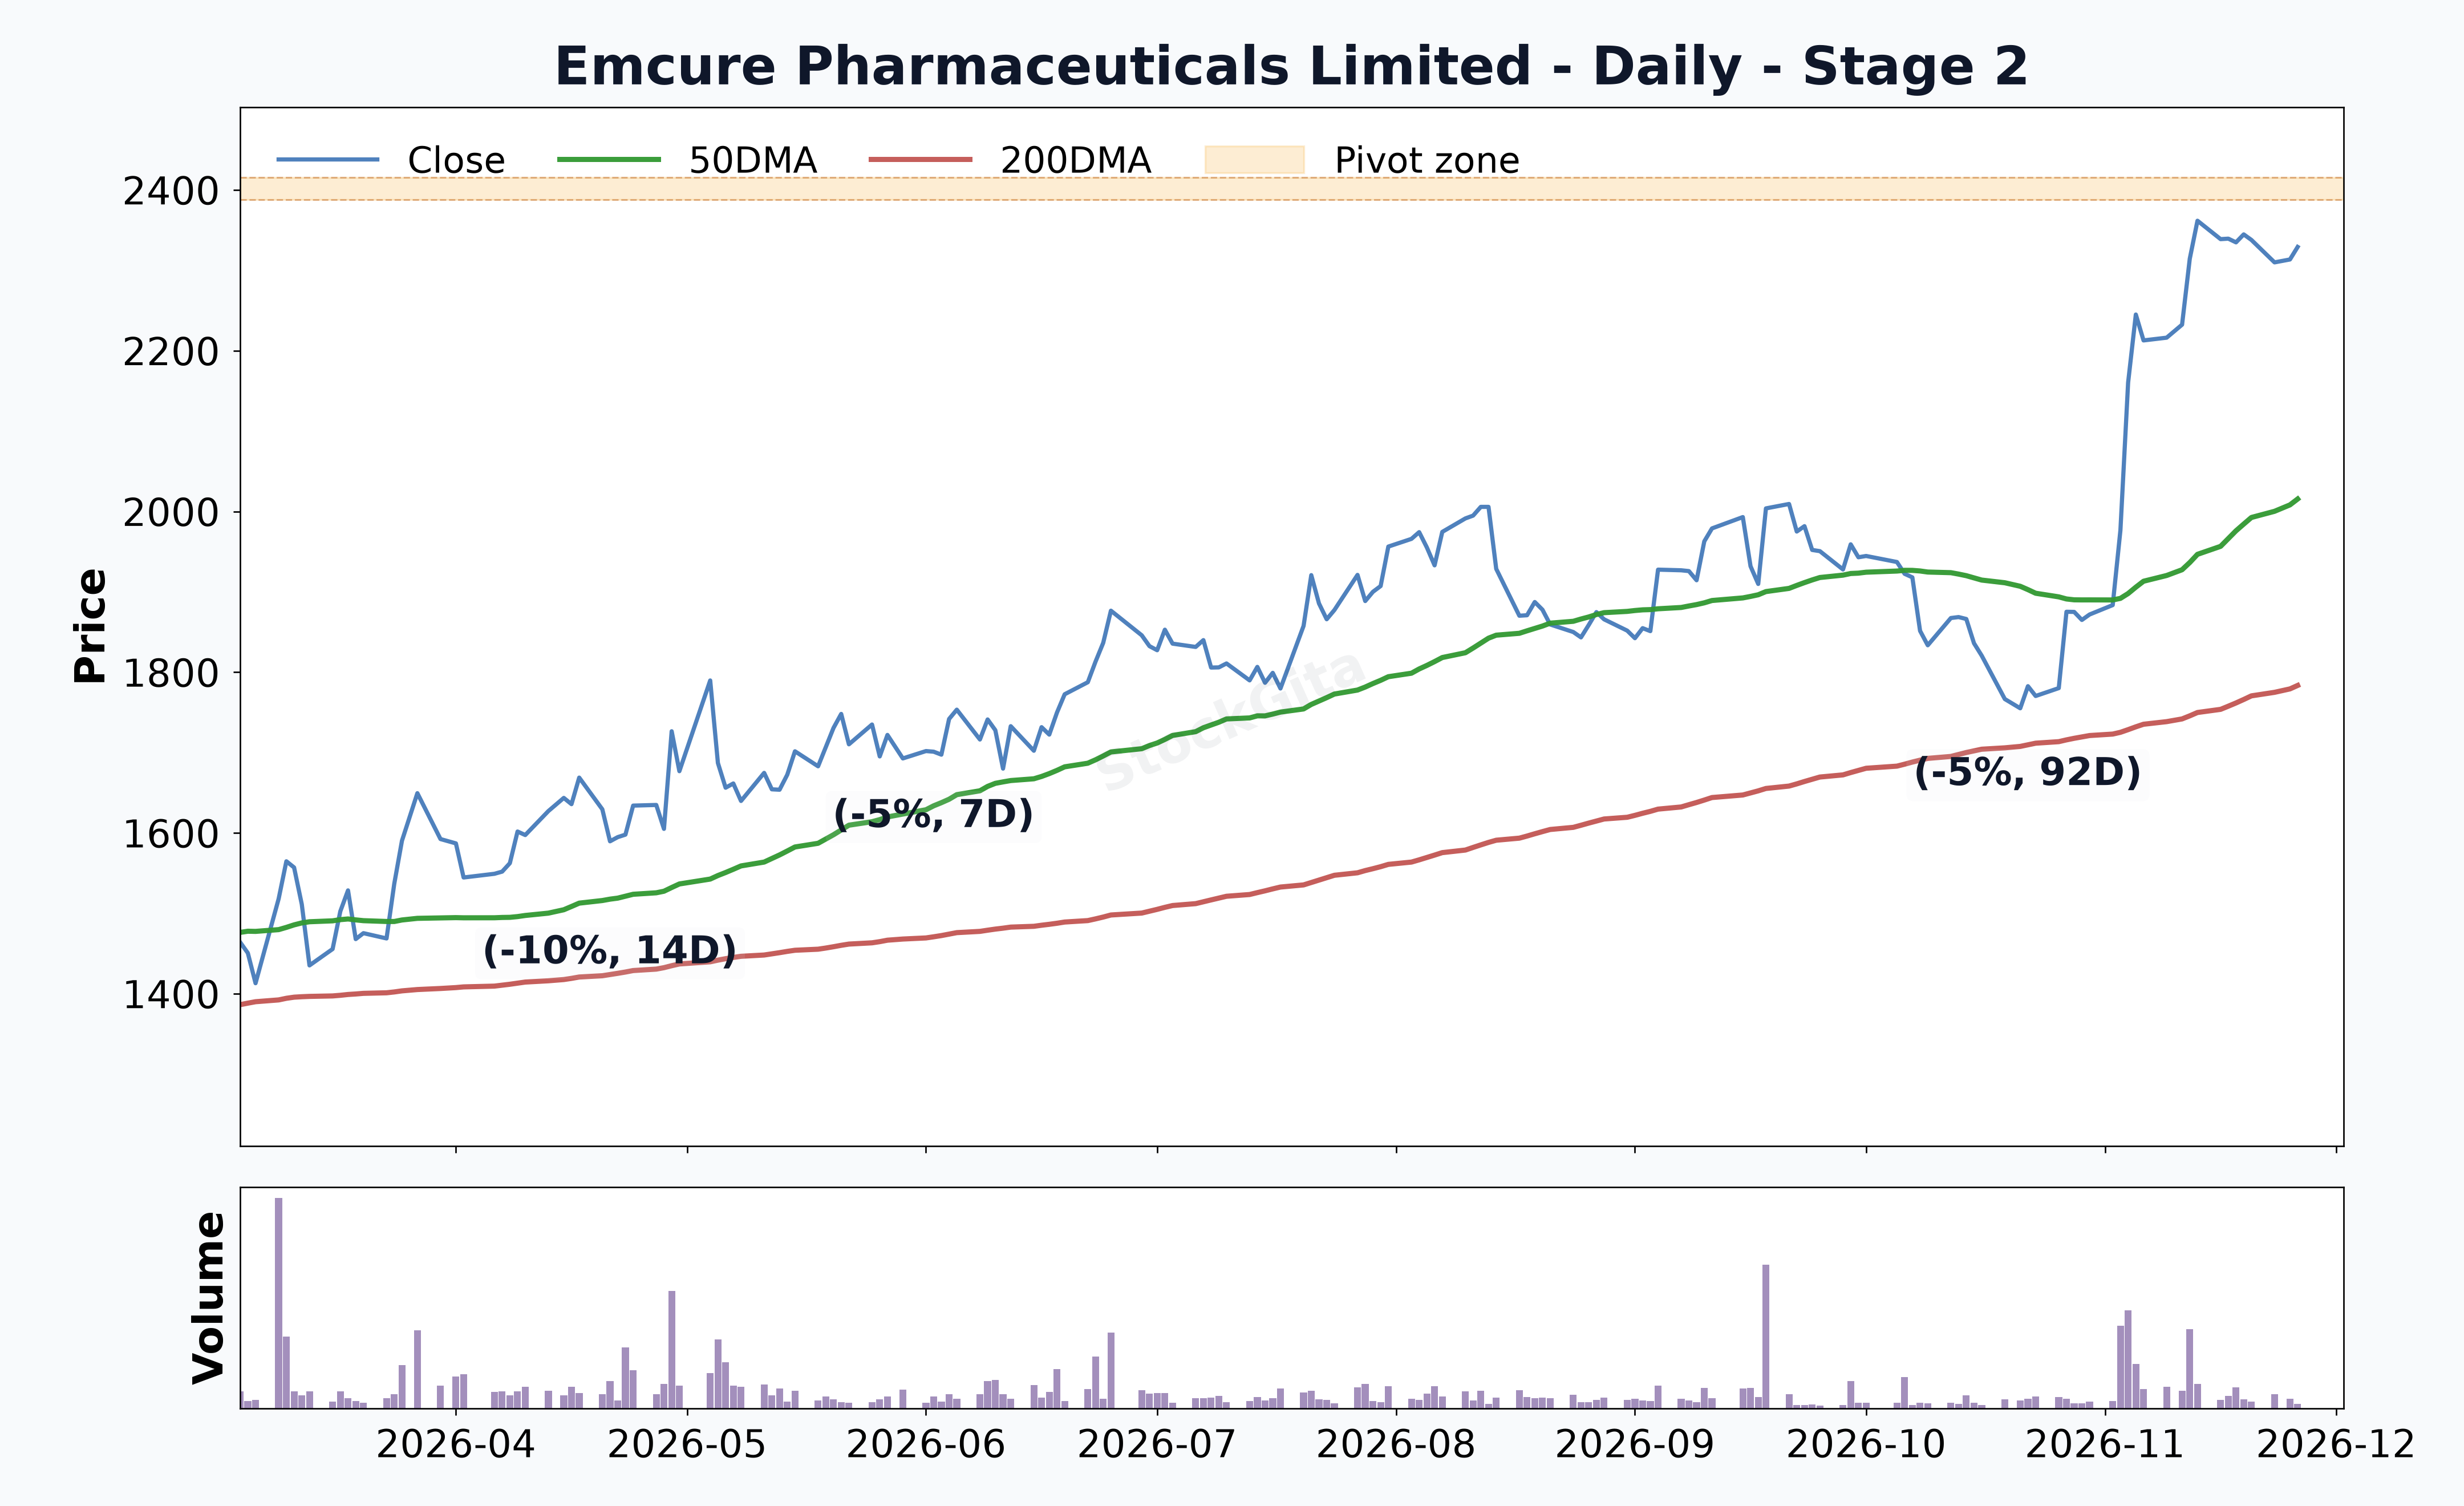 Emcure Pharmaceuticals Limited - Daily - Stage 2
Close 50DMA 200DMA Pivot zone
Price
2400
2200
2000
1800
1600
1400
StockGita
(-10%, 14D)
(-5%, 7D)
(-5%, 92D)
Volume
2026-04 2026-05 2026-06 2026-07 2026-08 2026-09 2026-10 2026-11 2026-12